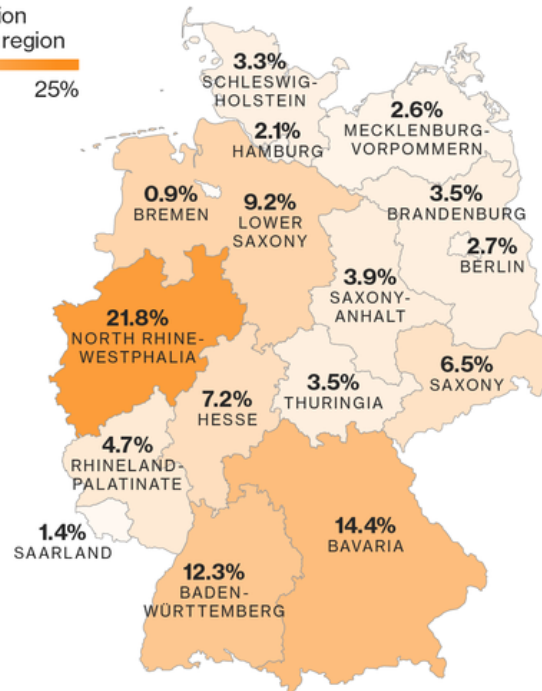 ion
region
25%
3.3%
SCHLESWIG-
HOLSTEIN
2.1%
HAMBURG
2.6%
MECKLENBURG-
VORPOMMERN
0.9%
BREMEN
9.2%
LOWER
SAXONY
3.5%
BRANDENBURG
2.7%
BERLIN
3.9%
SAXONY-
ANHALT
21.8%
NORTH RHINE-
WESTPHALIA
6.5%
SAXONY
7.2%
HESSE
3.5%
THURINGIA
4.7%
RHINELAND-
PALATINATE
1.4%
SAARLAND
14.4%
BAVARIA
12.3%
BADEN-
WÜRTTEMBERG